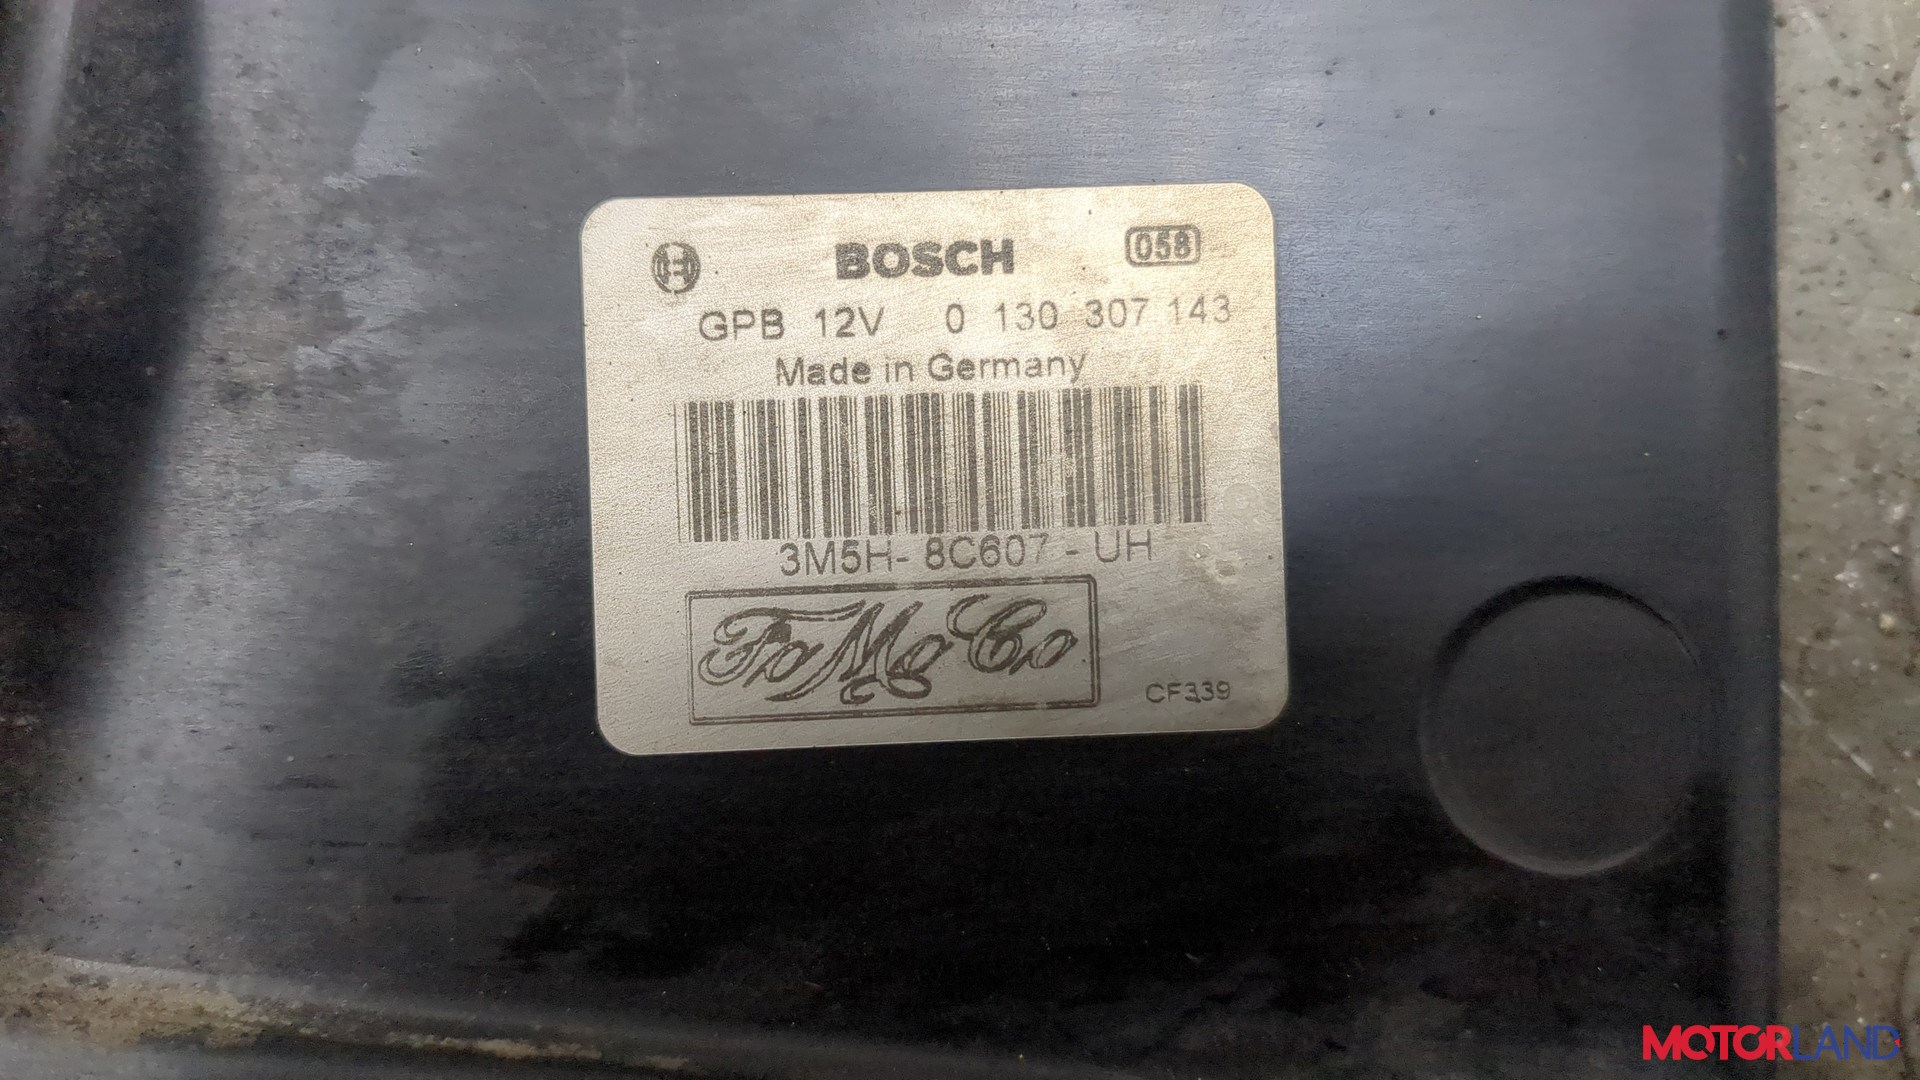 BOSCH 058
GPB 12V 0 130 307 143
Made in Germany
3M5H- 8C607 - UH
FoMoCo
CF339
MOTORLAND